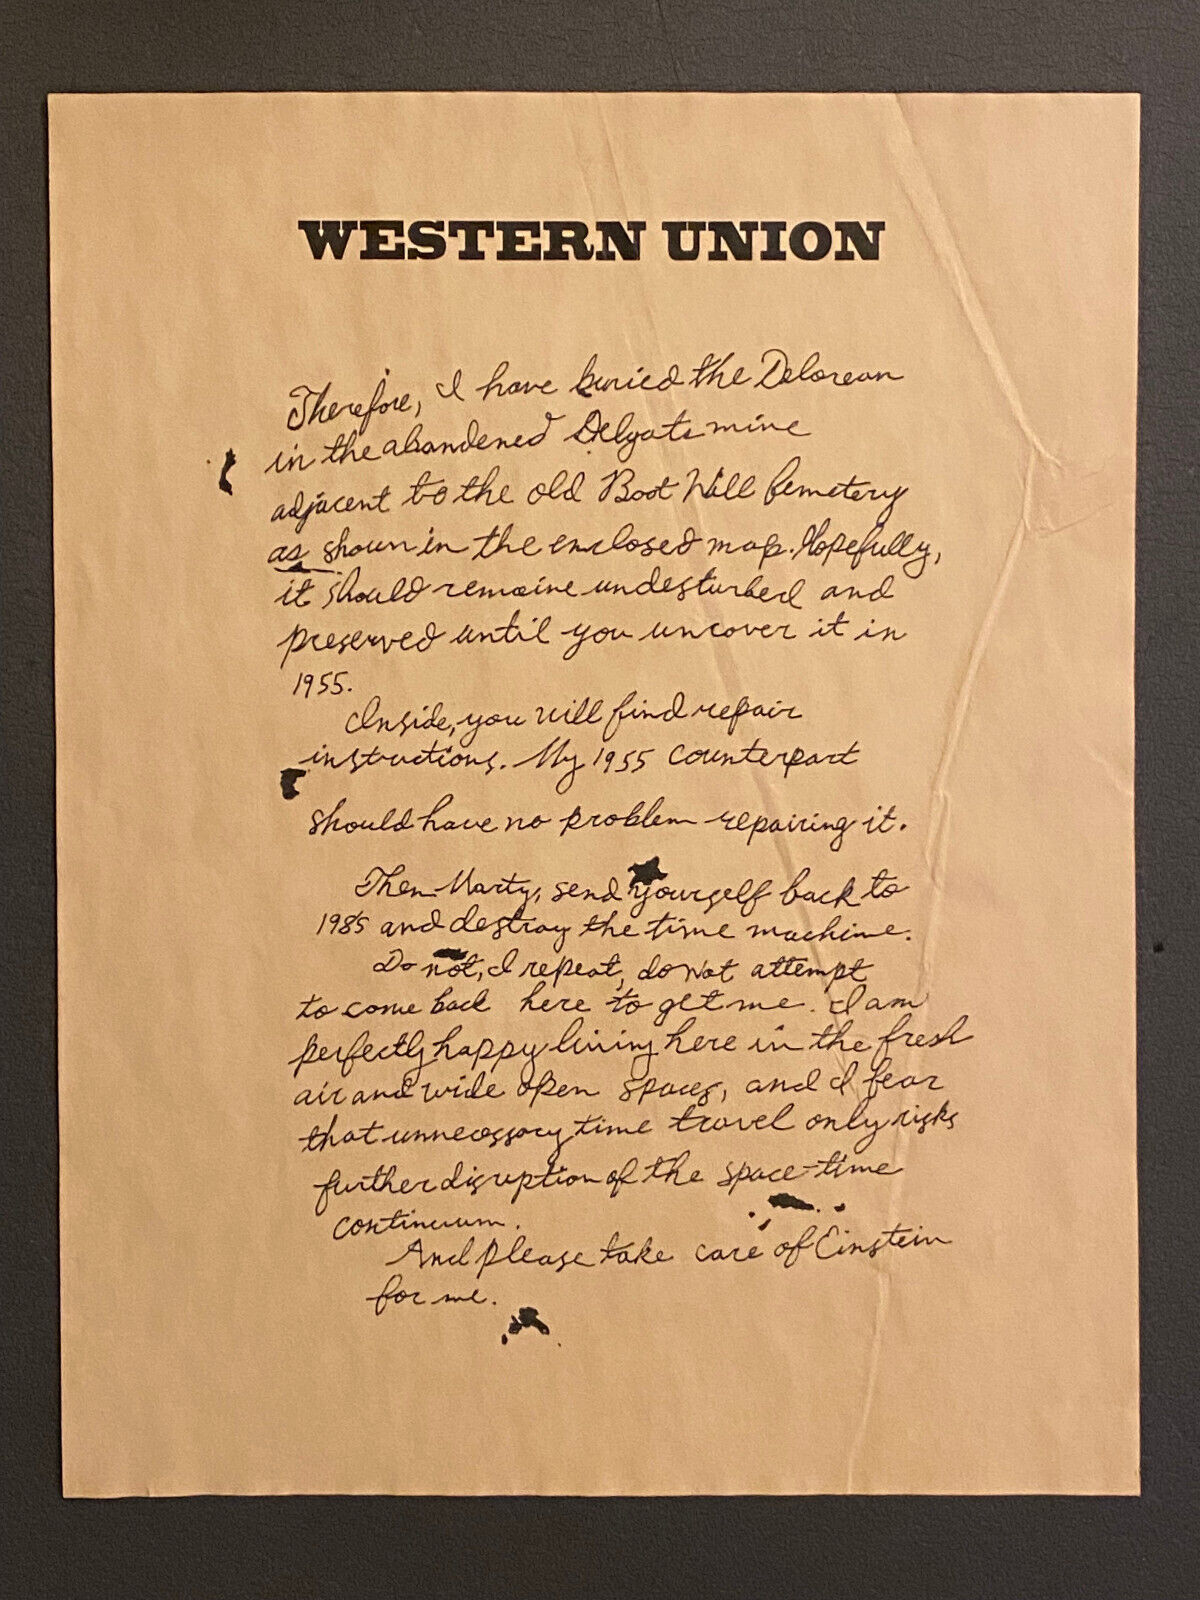 WESTERN UNION
Therefore, I have buried the Delorean
in the abandened Delgats mine
adjacent to the old Boot Hill Cemetery
as shown in the enclosed map. Hopefully,
it should remaine undesturbed and
preserved until you uncover it in
1955.
Inside, you will find repair
instructions. My 1955 counterpart
should have no problem repairing it.
Then Marty, send yourself back to
1985 and destroy the time machine.
Do not, I repeat, do not attempt
to come back here to get me. I am
perfectly happy living here in the fresh
air and wide open spaces, and I fear
that unnecessary time travel only risks
further disruption of the space-time
continuum.
And please take care of Einstein
for me.